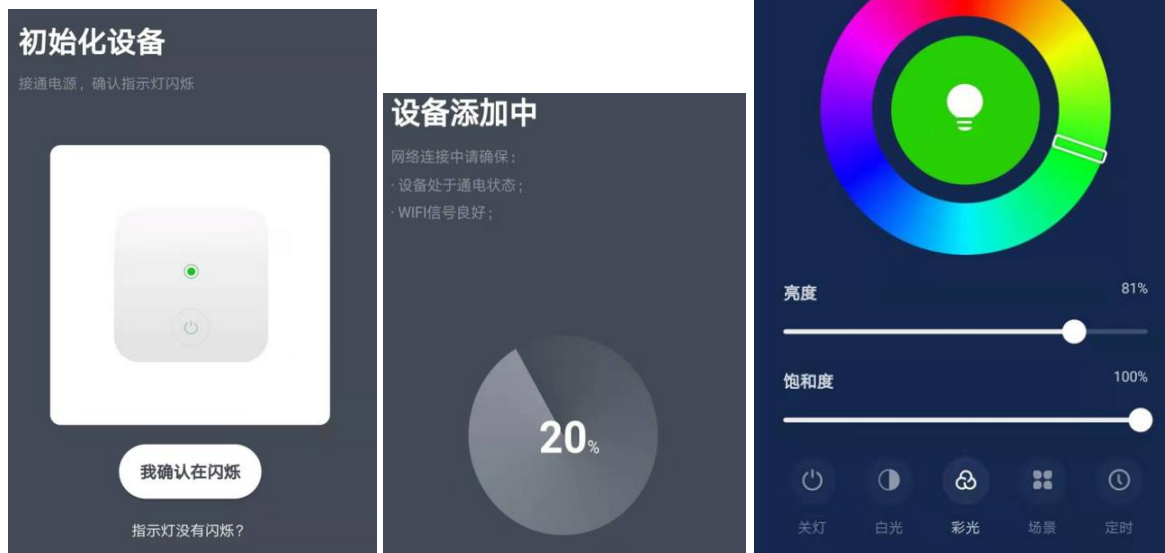 初始化设备
接通电源，确认指示灯闪烁
我确认在闪烁
指示灯没有闪烁?
设备添加中
网络连接中请确保：
· 设备处于通电状态；
· WIFI信号良好；
20%
亮度 81%
饱和度 100%
关灯 白光 彩光 场景 定时